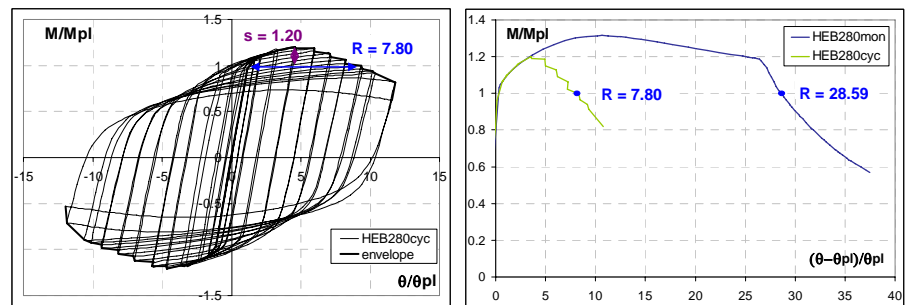 M/Mpl
1.5
s = 1.20
R = 7.80
1
0.5
0
-15
-10
-5
0
5
10
15
-0.5
-1
-1.5
HEB280cyc
envelope
θ/θpl
M/Mpl
1.4
1.2
1
0.8
0.6
0.4
0.2
0
HEB280mon
HEB280cyc
R = 7.80
R = 28.59
(θ-θpl)/θpl
0
5
10
15
20
25
30
35
40